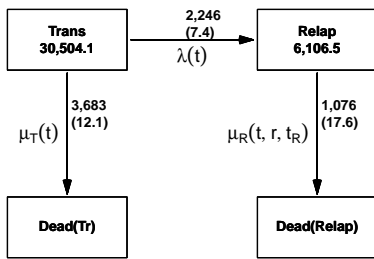 Trans
30,504.1
2,246
(7.4)
λ(t)
Relap
6,106.5
3,683
(12.1)
μT(t)
1,076
(17.6)
μR(t, r, tR)
Dead(Tr)
Dead(Relap)